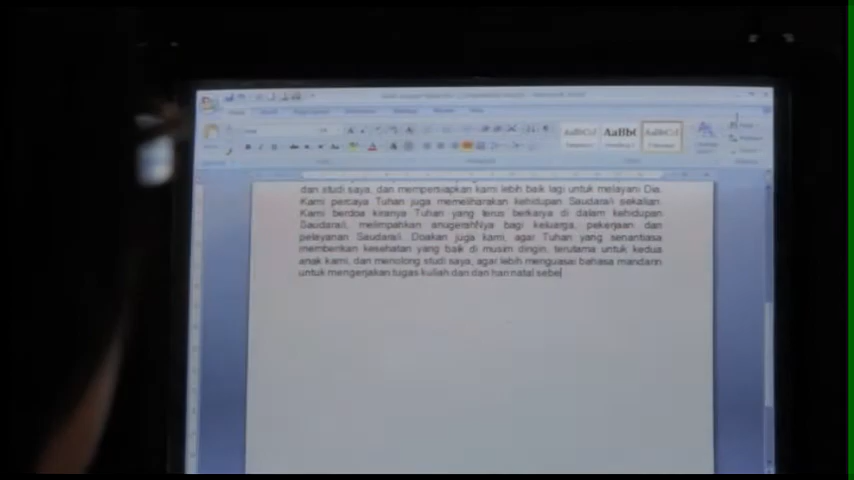 dan studi saya, dan mempersiapkan kami lebih baik lagi untuk melayani Dia.
Kami percaya Tuhan juga memeliharakan kehidupan Saudara/i sekalian.
Kami berdoa kiranya Tuhan yang terus berkarya di dalam kehidupan
Saudara/i, melimpahkan anugerahNya bagi keluarga, pekerjaan dan
pelayanan Saudara/i. Doakan juga kami, agar Tuhan yang senantiasa
memberikan kesehatan yang baik di musim dingin, terutama untuk kedua
anak kami, dan menolong studi saya, agar lebih menguasai bahasa mandarin
untuk mengerjakan tugas kuliah dan dan hari natal sebe